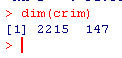 > dim(crim)
[1] 2215  147
>